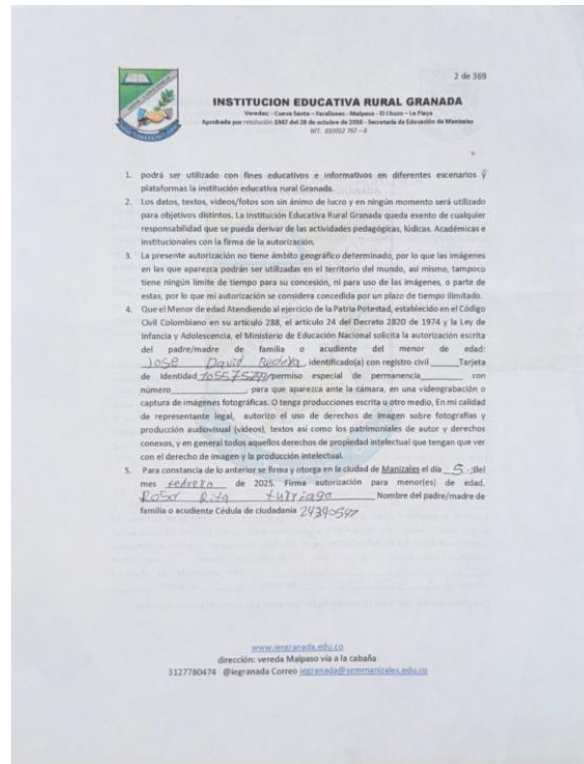 2 de 369
INSTITUCION EDUCATIVA RURAL GRANADA
Veredas: - Cueva Santa – Farallones - Malpaso - El Chuzo – La Playa
Aprobada por resolución 1947 del 28 de octubre de 2016 - Secretaría de Educación de Manizales
NIT.
1. podrá ser utilizado con fines educativos e informativos en diferentes escenarios y
plataformas la institución educativa rural Granada.
2. Los datos, textos, videos/fotos son sin ánimo de lucro y en ningún momento será utilizado
para objetivos distintos. La institución Educativa Rural Granada queda exento de cualquier
responsabilidad que se pueda derivar de las actividades pedagógicas, lúdicas. Académicas e
institucionales con la firma de la autorización.
3. La presente autorización no tiene ámbito geográfico determinado, por lo que las imágenes
en las que aparezca podrán ser utilizadas en el territorio del mundo, así mismo, tampoco
tiene ningún límite de tiempo para su concesión, ni para uso de las imágenes, o parte de
estas, por lo que mi autorización se considera concedida por un plazo de tiempo ilimitado.
4. Que el Menor de edad Atendiendo al ejercicio de la Patria Potestad, establecido en el Código
Civil Colombiano en su artículo 288, el artículo 24 del Decreto 2820 de 1974 y la Ley de
Infancia y Adolescencia, el Ministerio de Educación Nacional solicita la autorización escrita
del padre/madre de familia o acudiente del menor de edad:
Jose David identificado(a) con registro civil _____Tarjeta
de Identidad /permiso especial de permanencia________ con
número____________, para que aparezca ante la cámara, en una videograbación o
captura de imágenes fotográficas. O tenga producciones escrita u otro medio, En mi calidad
de representante legal, autorizo el uso de derechos de imagen sobre fotografías y
producción audiovisual (videos), textos así como los patrimoniales de autor y derechos
conexos, y en general todos aquellos derechos de propiedad intelectual que tengan que ver
con el derecho de imagen y la producción intelectual.
5. Para constancia de lo anterior se firma y otorga en la ciudad de Manizales el día 5 del
mes febrero de 2025. Firma autorización para menor(es) de edad.
Rosa Rita turriago Nombre del padre/madre de
familia o acudiente Cédula de ciudadanía 24390547
www.iergranada.edu.co
dirección: vereda Malpaso vía a la cabaña
3127780474 @iegranada Correo iegranada@semmanizales.edu.co